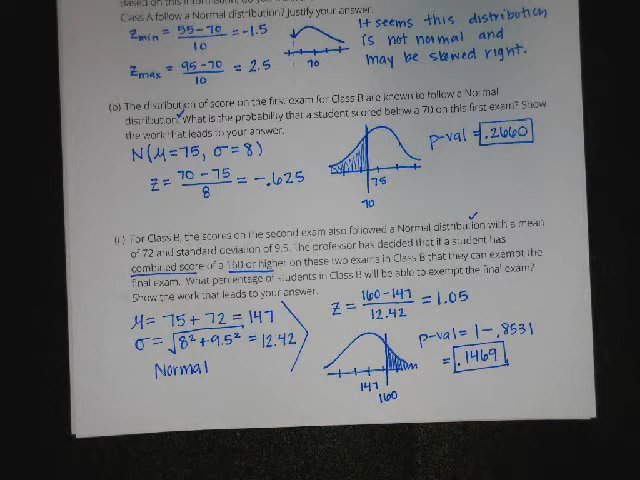 Based on this information, do you
Class A follow a Normal distribution? Justify your answer.
Zmin = 55-70 / 10 = -1.5
Zmax = 95-70 / 10 = 2.5
70
It seems this distribution
is not normal and
may be skewed right.
(b) The distribution of score on the first exam for Class B are known to follow a Normal
distribution. What is the probability that a student scored below a 70 on this first exam? Show
the work that leads to your answer.
N(μ=75, σ=8)
Z = 70-75 / 8 = -.625
75
70
p-val = .2660
(c) For Class B, the scores on the second exam also followed a Normal distribution with a mean
of 72 and standard deviation of 9.5. The professor has decided that if a student has
combined score of a 160 or higher on these two exams in Class B that they can exempt the
final exam. What percentage of students in Class B will be able to exempt the final exam?
Show the work that leads to your answer.
μ = 75 + 72 = 147
σ = √8² + 9.5² = 12.42
Normal
Z = 160-147 / 12.42 = 1.05
147
160
p-val = 1 - .8531
= .1469